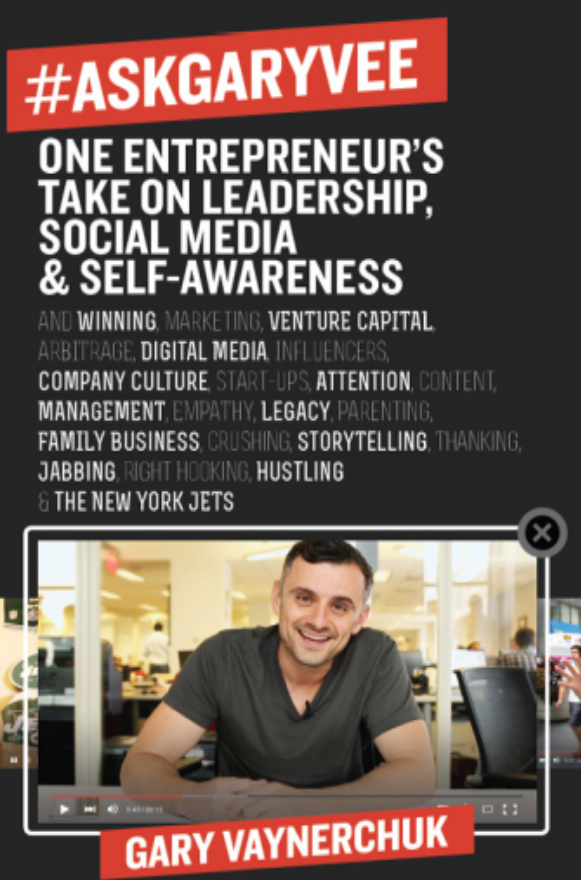 #ASKGARYVEE
ONE ENTREPRENEUR'S
TAKE ON LEADERSHIP,
SOCIAL MEDIA
& SELF-AWARENESS
AND WINNING, MARKETING, VENTURE CAPITAL,
ARBITRAGE, DIGITAL MEDIA, INFLUENCERS,
COMPANY CULTURE, START-UPS, ATTENTION, CONTENT,
MANAGEMENT, EMPATHY, LEGACY, PARENTING,
FAMILY BUSINESS, CRUSHING, STORYTELLING, THANKING,
JABBING, RIGHT HOOKING, HUSTLING
& THE NEW YORK JETS
GARY VAYNERCHUK